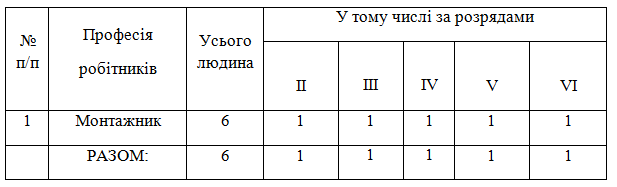 № п/п Професія робітників Усього людина У тому числі за розрядами
II III IV V VI
1 Монтажник 6 1 1 1 1 1
РАЗОМ: 6 1 1 1 1 1